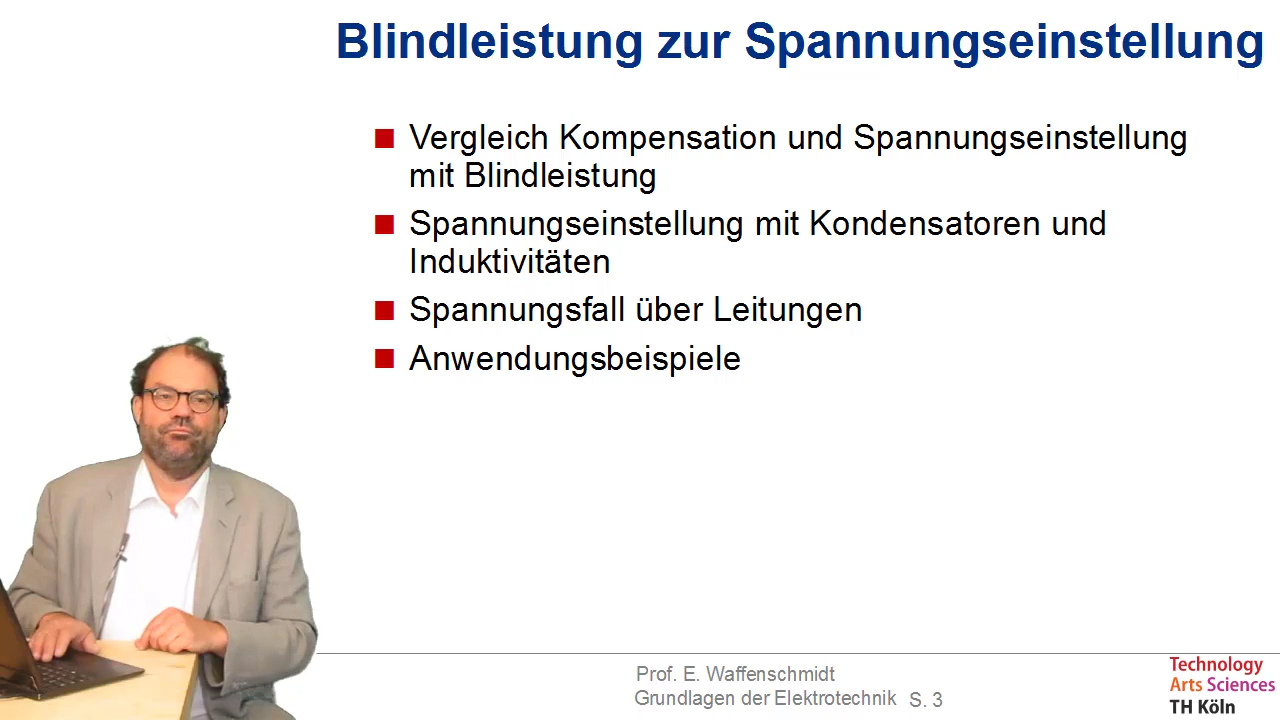 Blindleistung zur Spannungseinstellung
Vergleich Kompensation und Spannungseinstellung
mit Blindleistung
Spannungseinstellung mit Kondensatoren und
Induktivitäten
Spannungsfall über Leitungen
Anwendungsbeispiele
Prof. E. Waffenschmidt
Grundlagen der Elektrotechnik S. 3
Technology
Arts Sciences
TH Köln